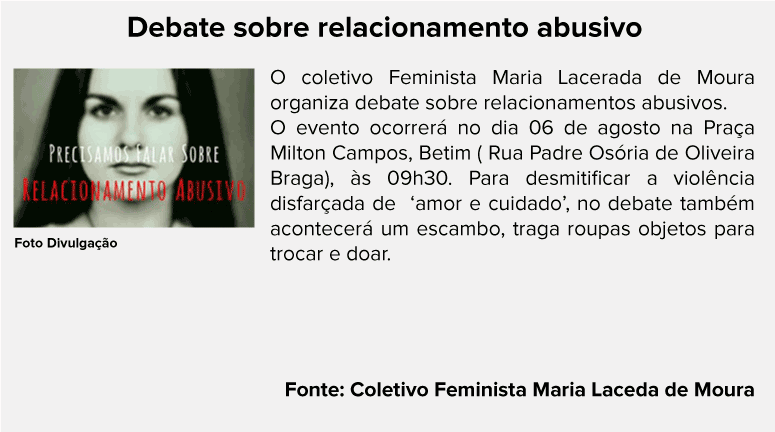 Debate sobre relacionamento abusivo
PRECISAMOS FALAR SOBRE
RELACIONAMENTO ABUSIVO
Foto Divulgação
O coletivo Feminista Maria Lacerada de Moura
organiza debate sobre relacionamentos abusivos.
O evento ocorrerá no dia 06 de agosto na Praça
Milton Campos, Betim ( Rua Padre Osória de Oliveira
Braga), às 09h30. Para desmitificar a violência
disfarçada de ‘amor e cuidado’, no debate também
acontecerá um escambo, traga roupas objetos para
trocar e doar.
Fonte: Coletivo Feminista Maria Laceda de Moura